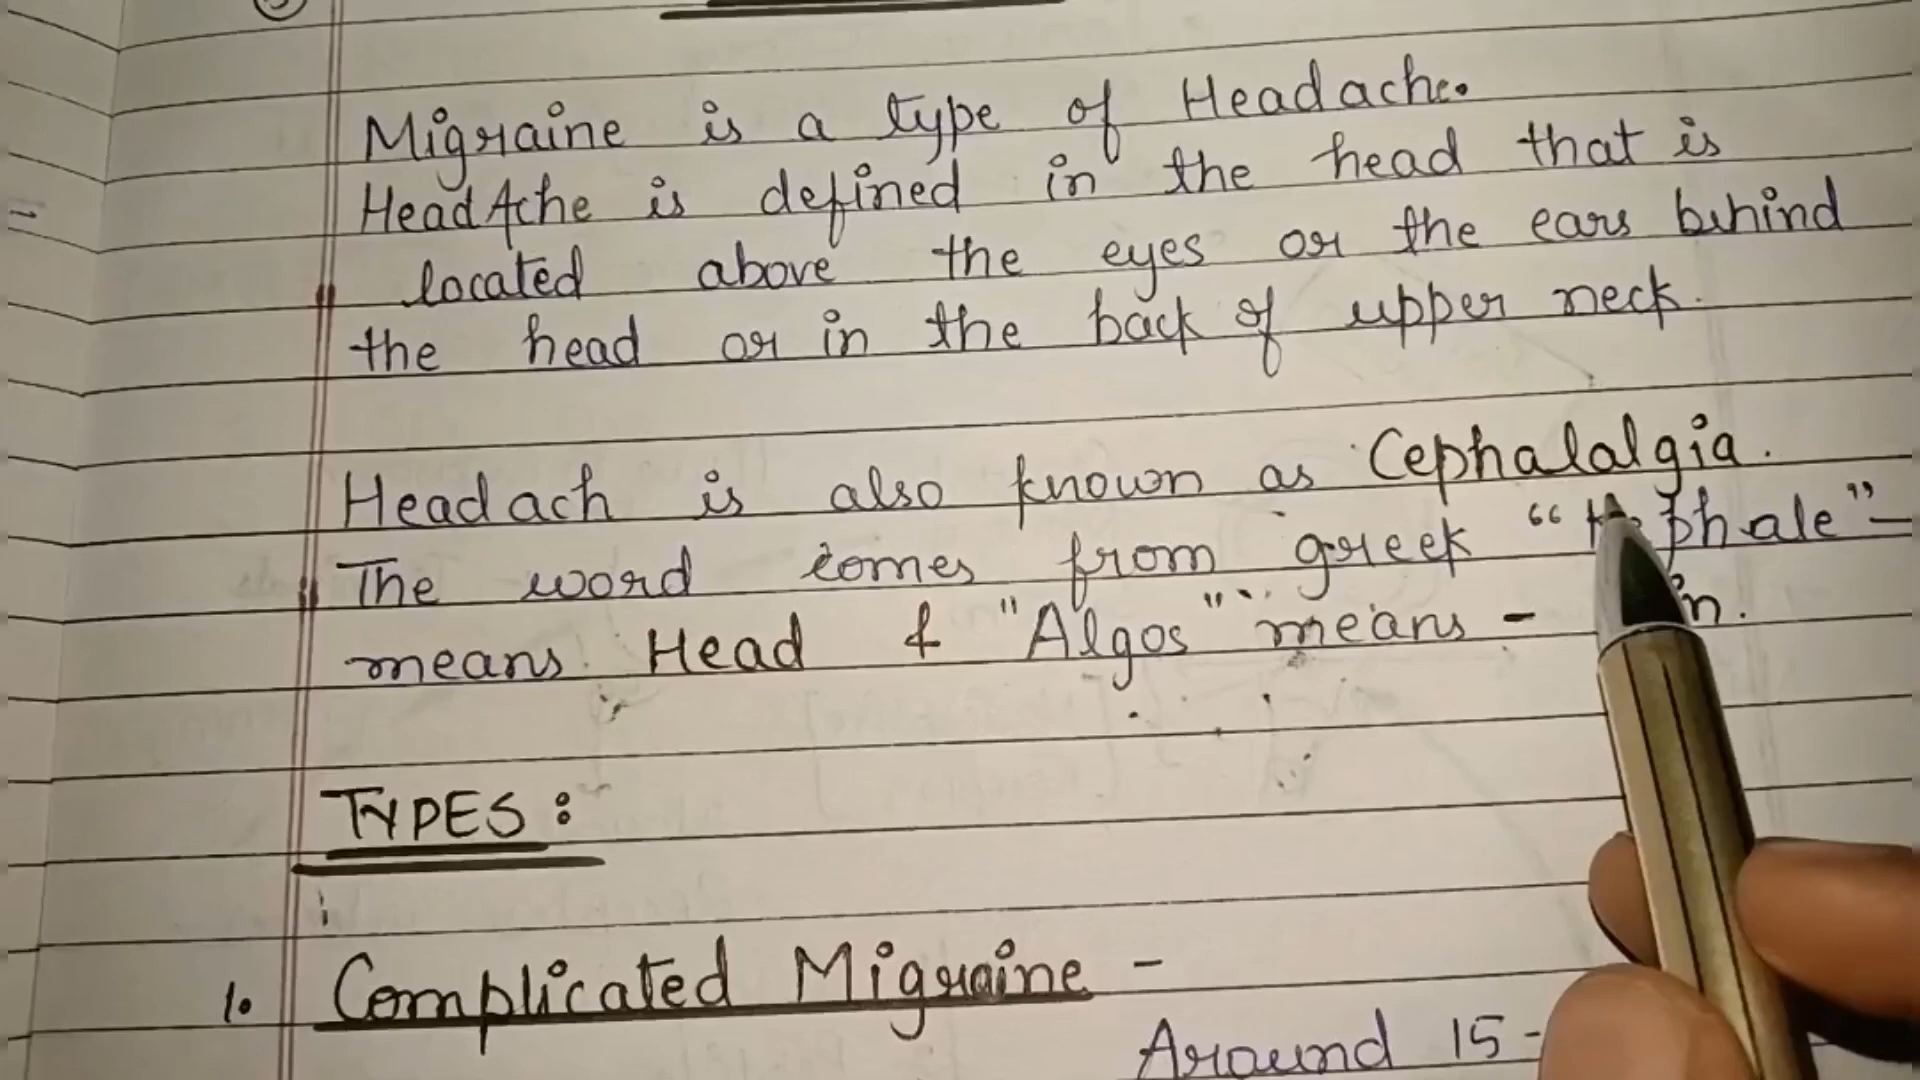 Migraine is a type of Headache.
HeadAche is defined in the head that is
located above the eyes or the ears behind
the head or in the back of upper neck.
Headach is also known as Cephalalgia.
The word comes from greek " phale" -
means Head & "Algos" means -
TYPES :
1. Complicated Migraine -
Around 15 -